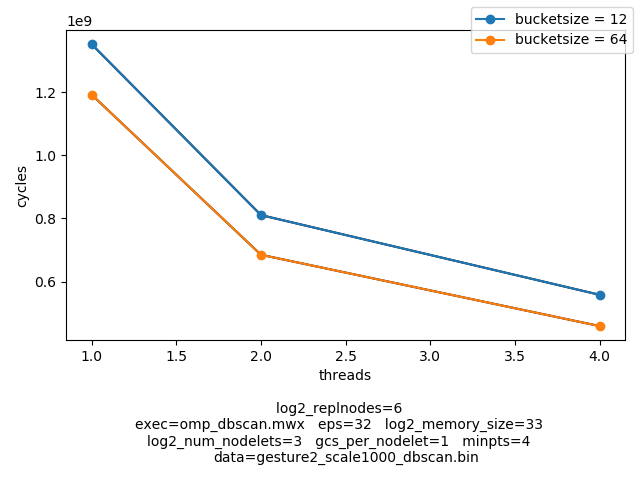 1e9
bucketsize = 12
bucketsize = 64
1.2
1.0
0.8
0.6
cycles
1.0 1.5 2.0 2.5 3.0 3.5 4.0
threads
log2_replnodes=6
exec=omp_dbscan.mwx eps=32 log2_memory_size=33
log2_num_nodelets=3 gcs_per_nodelet=1 minpts=4
data=gesture2_scale1000_dbscan.bin